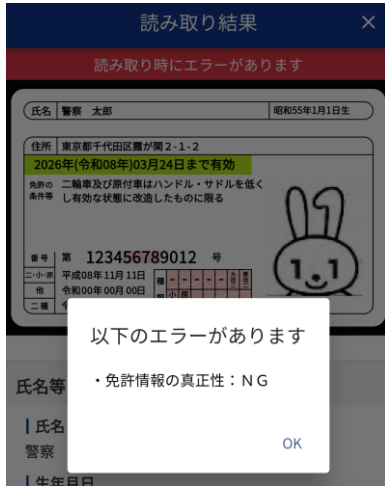 読み取り結果 ×
読み取り時にエラーがあります
氏名 警察 太郎 昭和55年1月1日生
住所 東京都千代田区霞が関2-1-2
2026年(令和08年)03月24日まで有効
免許の 二輪車及び原付車はハンドル・サドルを低く
条件等 し有効な状態に改造したものに限る
番号 第 123456789012 号
二・小・原 平成08年11月11日
他 令和00年00月00日
二種
以下のエラーがあります
・免許情報の真正性:NG
OK
氏名等
氏名
警察
生年月日